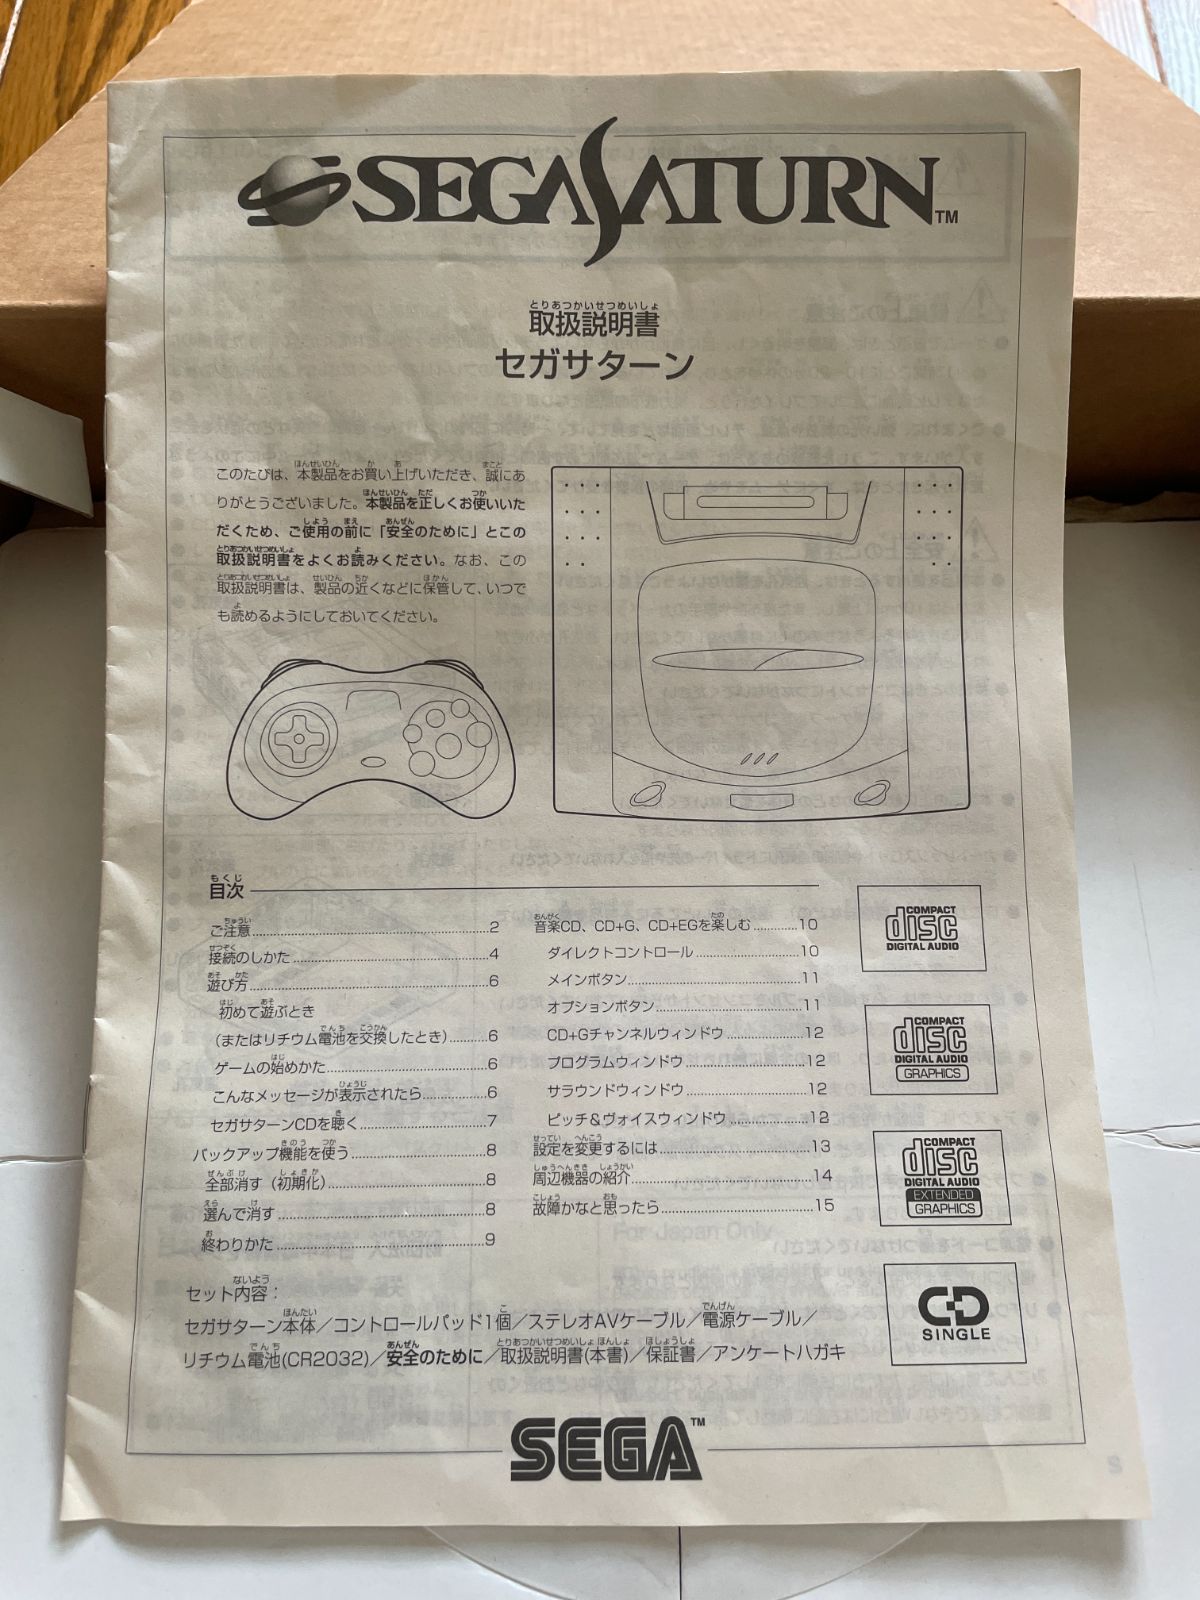 SEGA SATURN™
とりあつかいせつめいしょ
取扱説明書
セガサターン
このたびは、本製品をお買い上げいただき、誠にあ
りがとうございました。本製品を正しくお使いいた
だくため、ご使用の前に「安全のために」とこの
取扱説明書をよくお読みください。なお、この
取扱説明書は、製品の近くなどに保管して、いつで
も読めるようにしておいてください。
もくじ
目次
ご注意 2
接続のしかた 4
遊び方 6
初めて遊ぶとき
(またはリチウム電池を交換したとき) 6
ゲームの始めかた 6
こんなメッセージが表示されたら 6
セガサターンCDを聴く 7
バックアップ機能を使う 8
全部消す(初期化) 8
選んで消す 8
終わりかた 9
音楽CD、CD+G、CD+EGを楽しむ 10
ダイレクトコントロール 10
メインボタン 11
オプションボタン 11
CD+Gチャンネルウィンドウ 12
プログラムウィンドウ 12
サラウンドウィンドウ 12
ピッチ&ヴォイスウィンドウ 12
設定を変更するには 13
周辺機器の紹介 14
故障かなと思ったら 15
COMPACT
disc
DIGITAL AUDIO
COMPACT
disc
DIGITAL AUDIO
GRAPHICS
COMPACT
disc
DIGITAL AUDIO
EXTENDED
GRAPHICS
CD
SINGLE
For Japan Only
セット内容:
セガサターン本体/コントロールパッド1個/ステレオAVケーブル/電源ケーブル/
リチウム電池(CR2032)/安全のために/取扱説明書(本書)/保証書/アンケートハガキ
SEGA™